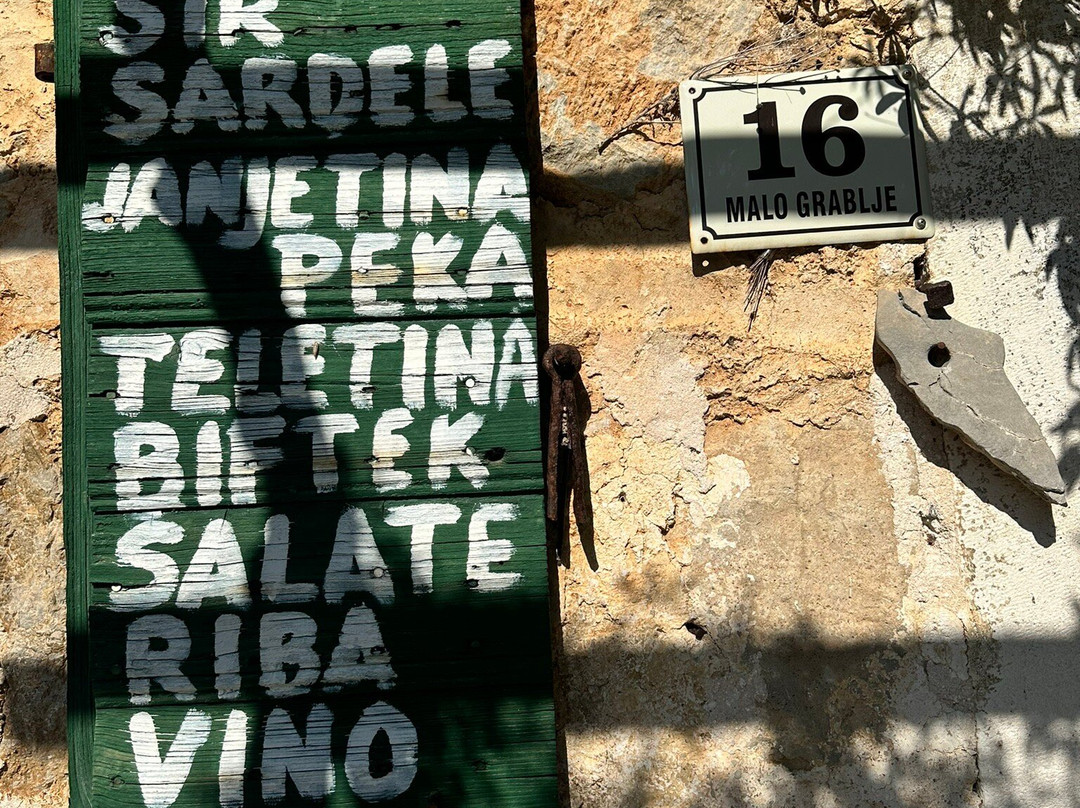 SIR
SARDELE
JANJETINA
PEKA
TELETINA
BIFTEK
SALATE
RIBA
VINO
16
MALO GRABLJE